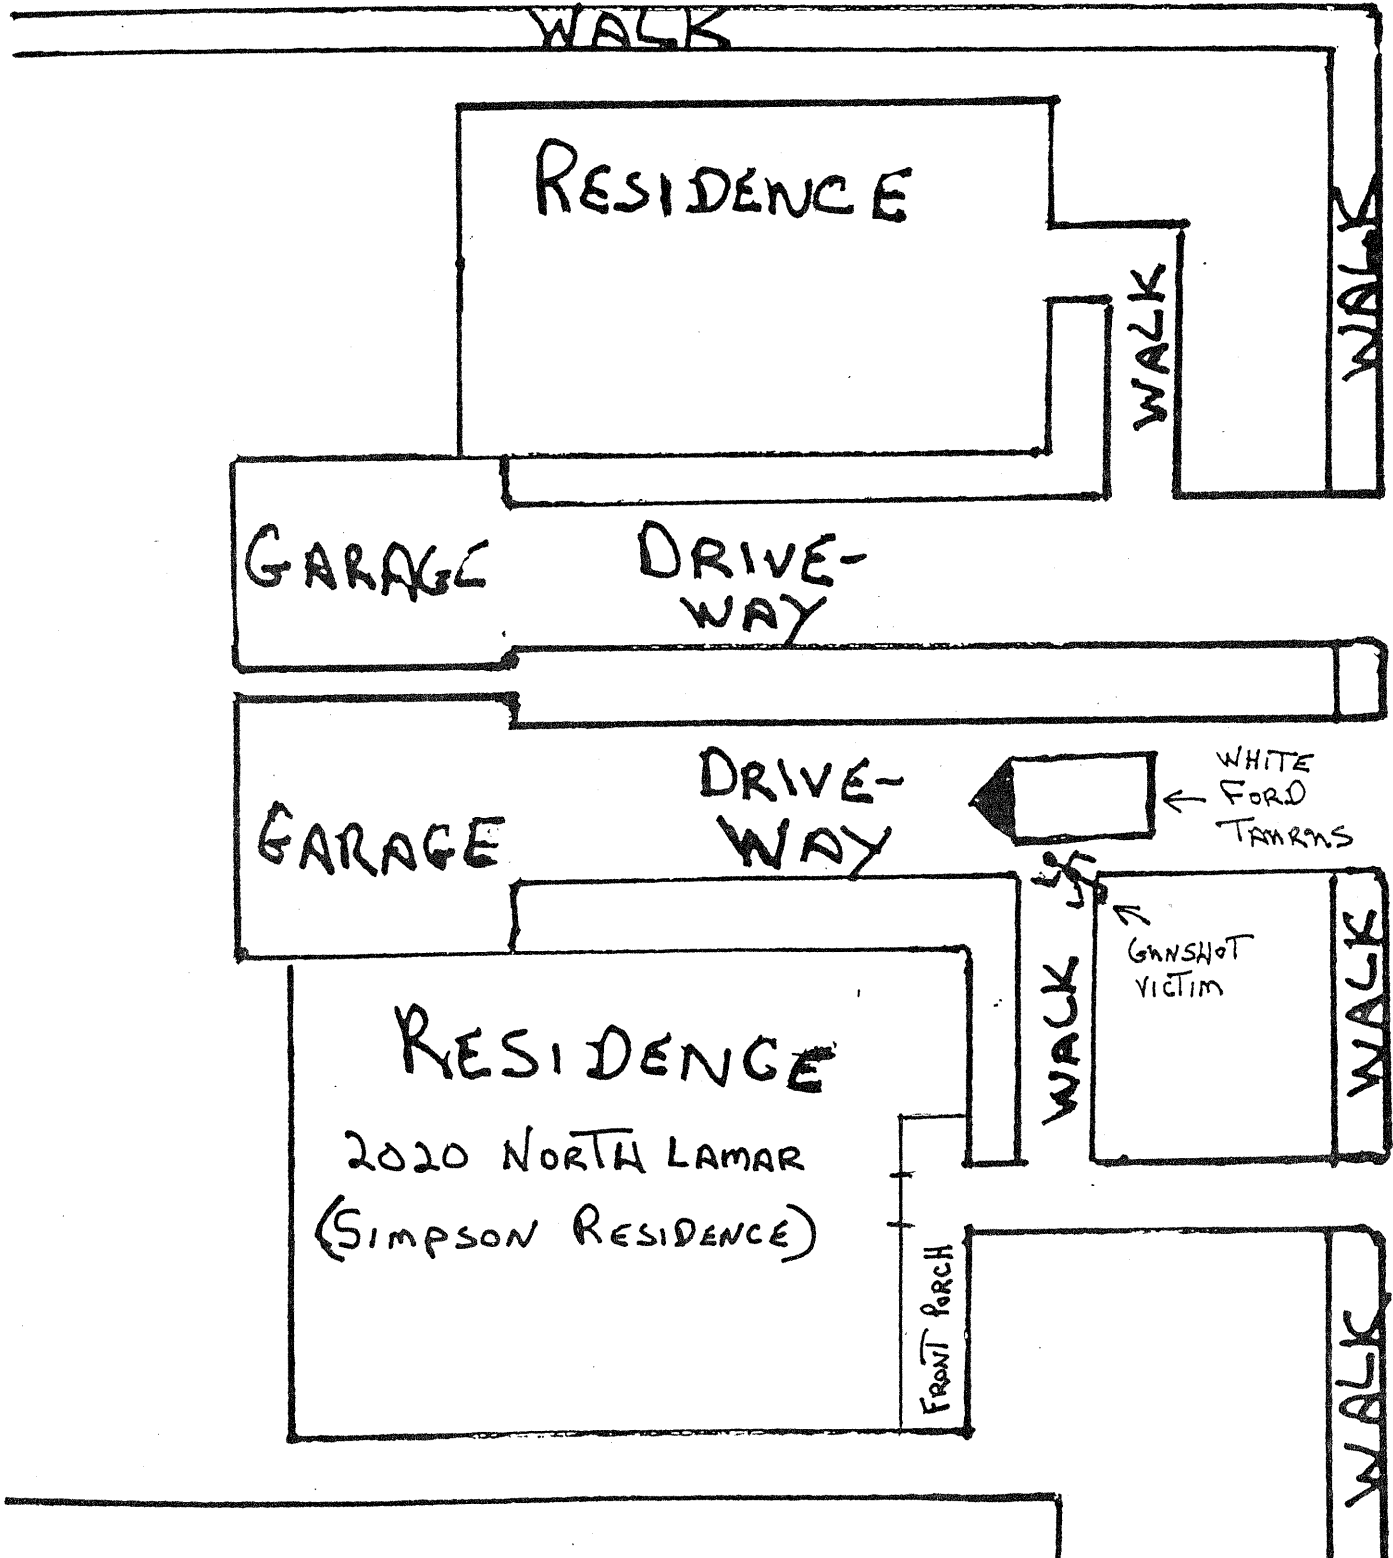 WALK
RESIDENCE
WALK
WALK
GARAGE
DRIVE-
WAY
GARAGE
DRIVE-
WAY
WHITE
FORD
TAURUS
GUNSHOT
VICTIM
WALK
WALK
RESIDENCE
2020 NORTH LAMAR
(SIMPSON RESIDENCE)
FRONT PORCH
WALK